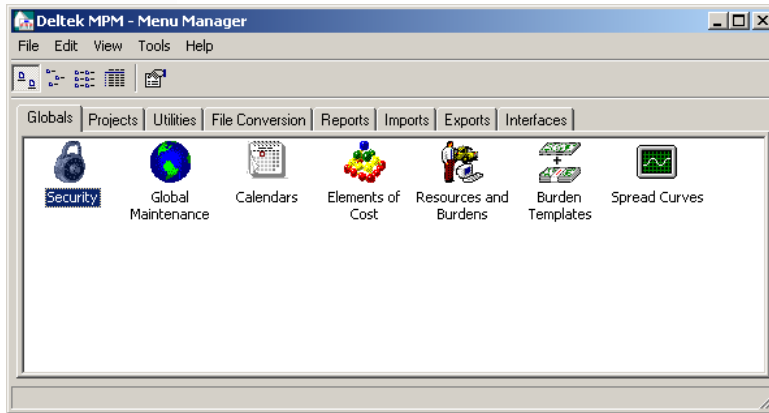 Deltek MPM - Menu Manager
File Edit View Tools Help
Globals Projects Utilities File Conversion Reports Imports Exports Interfaces
Security Global Calendars Elements of Resources and Burden Spread Curves
Maintenance Cost Burdens Templates